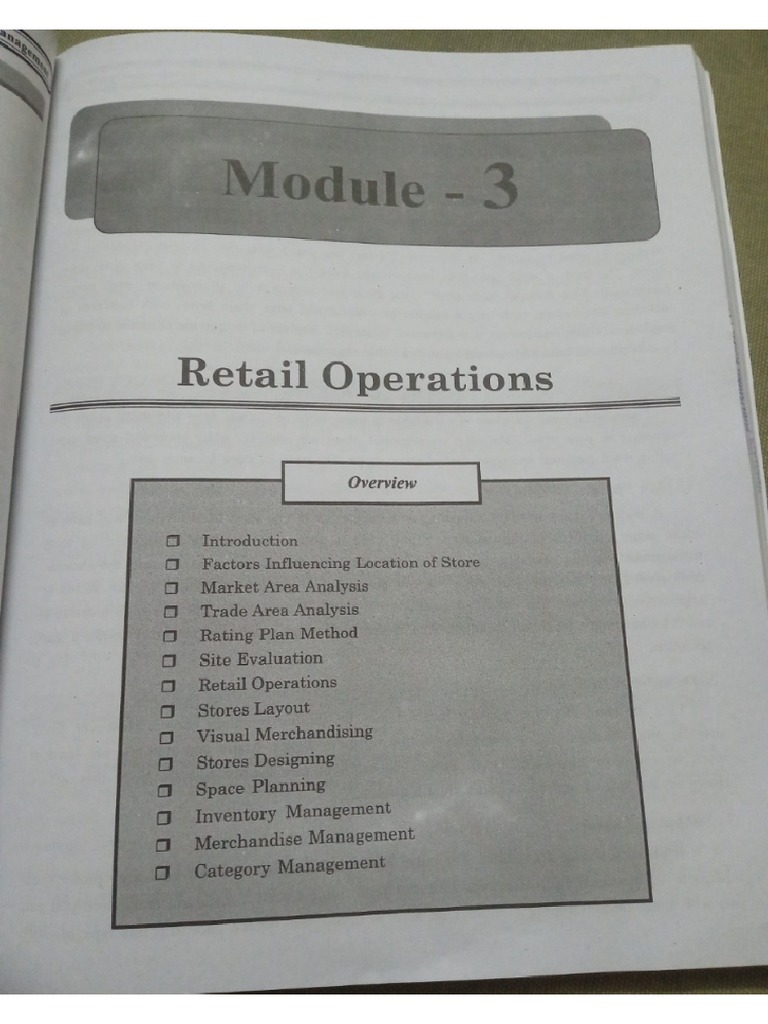 Module - 3
Retail Operations
Overview
❒ Introduction
❒ Factors Influencing Location of Store
❒ Market Area Analysis
❒ Trade Area Analysis
❒ Rating Plan Method
❒ Site Evaluation
❒ Retail Operations
❒ Stores Layout
❒ Visual Merchandising
❒ Stores Designing
❒ Space Planning
❒ Inventory Management
❒ Merchandise Management
❒ Category Management